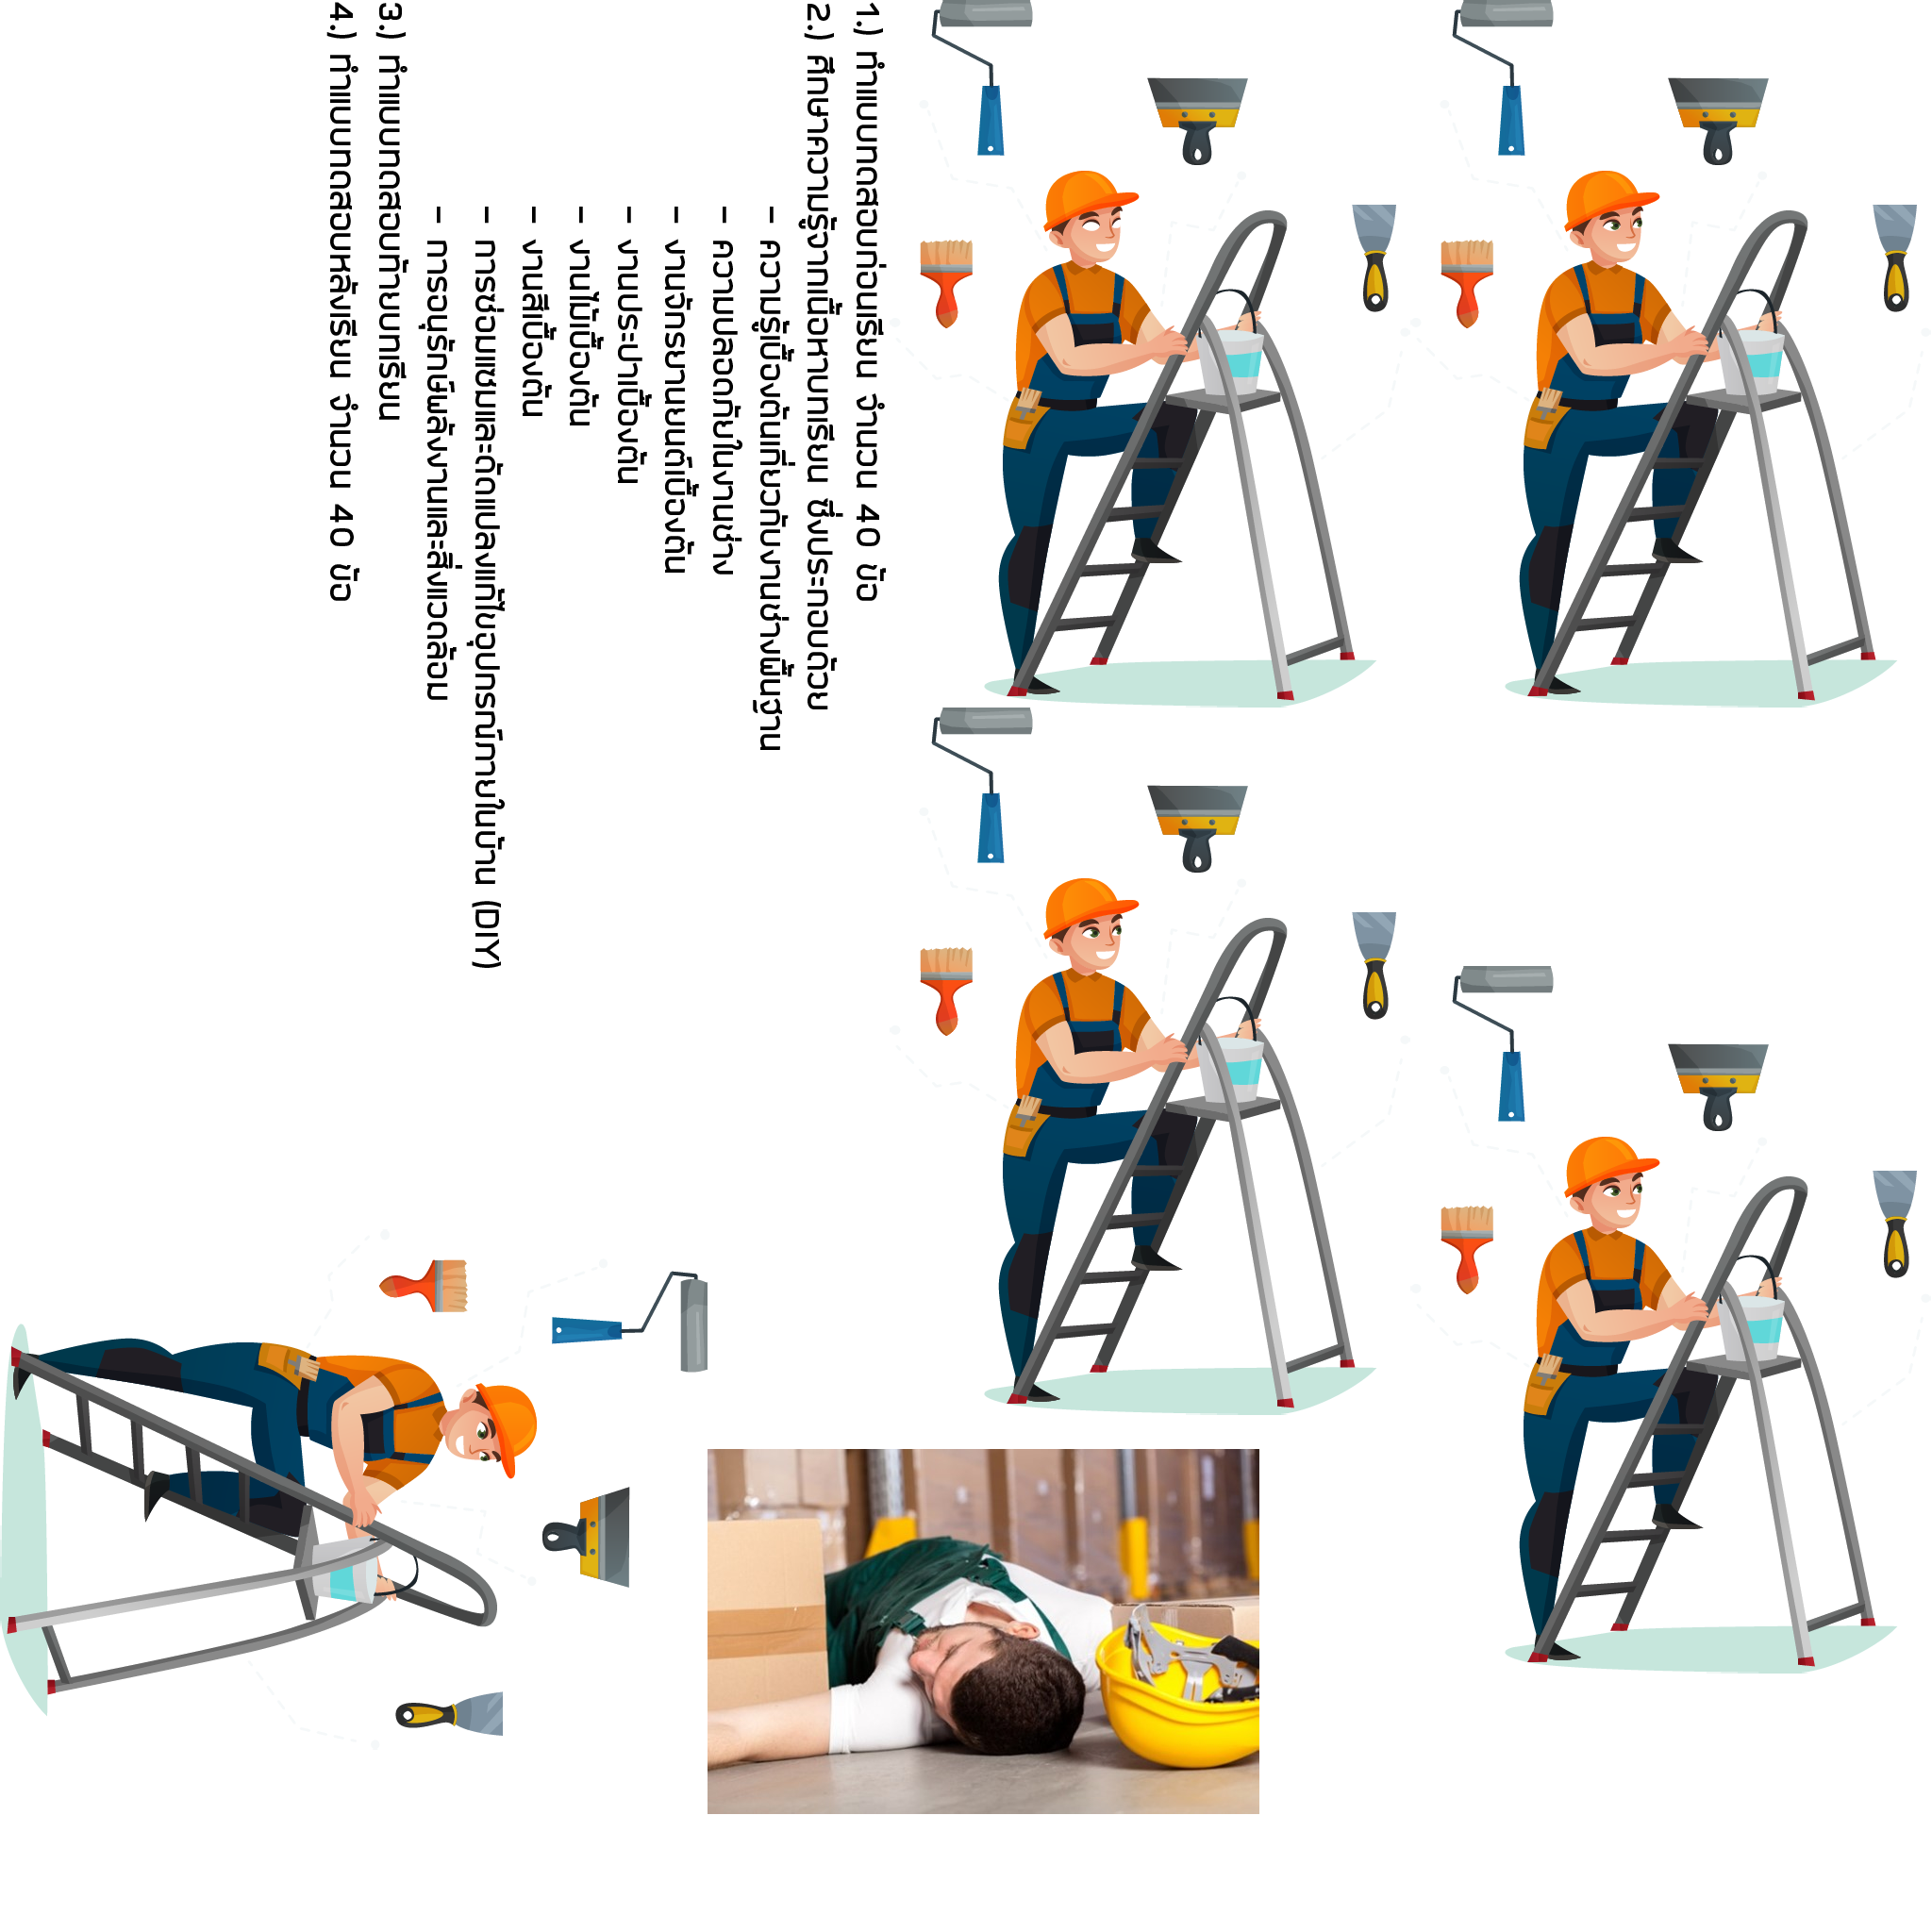 1.) ทำแบบทดสอบก่อนเรียน จำนวน 40 ข้อ
2.) ศึกษาความรู้จากเนื้อหาบทเรียน ซึ่งประกอบด้วย
- ความรู้เบื้องต้นเกี่ยวกับงานช่างพื้นฐาน
- ความปลอดภัยในงานช่าง
- งานจักรยานยนต์เบื้องต้น
- งานประปาเบื้องต้น
- งานไม้เบื้องต้น
- งานสีเบื้องต้น
- การซ่อมแซมและดัดแปลงแก้ไขอุปกรณ์ภายในบ้าน (DIY)
- การอนุรักษ์พลังงานและสิ่งแวดล้อม
3.) ทำแบบทดสอบท้ายบทเรียน
4.) ทำแบบทดสอบหลังเรียน จำนวน 40 ข้อ